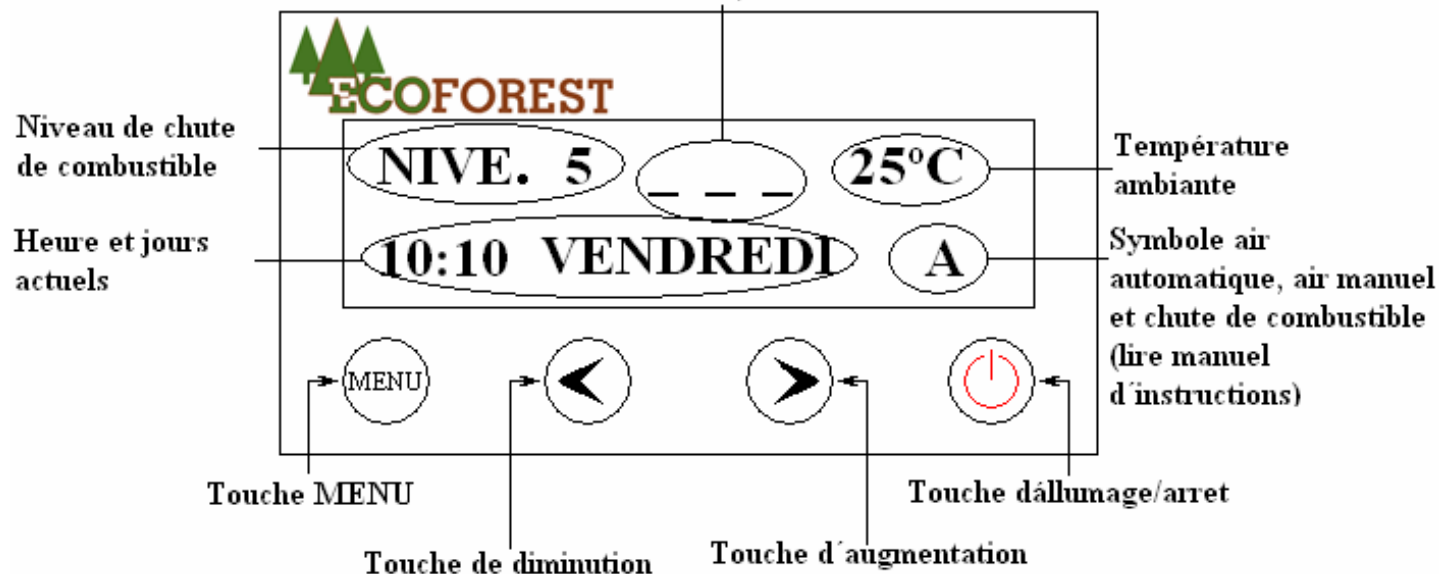 ECOFOREST
Niveau de chute
de combustible
NIVE. 5
_ _ _
25ºC
Température
ambiante
Heure et jours
actuels
10:10 VENDREDI
A
Symbole air
automatique, air manuel
et chute de combustible
(lire manuel
d´instructions)
MENU
Touche MENU
Touche dállumage/arret
Touche de diminution
Touche d´augmentation